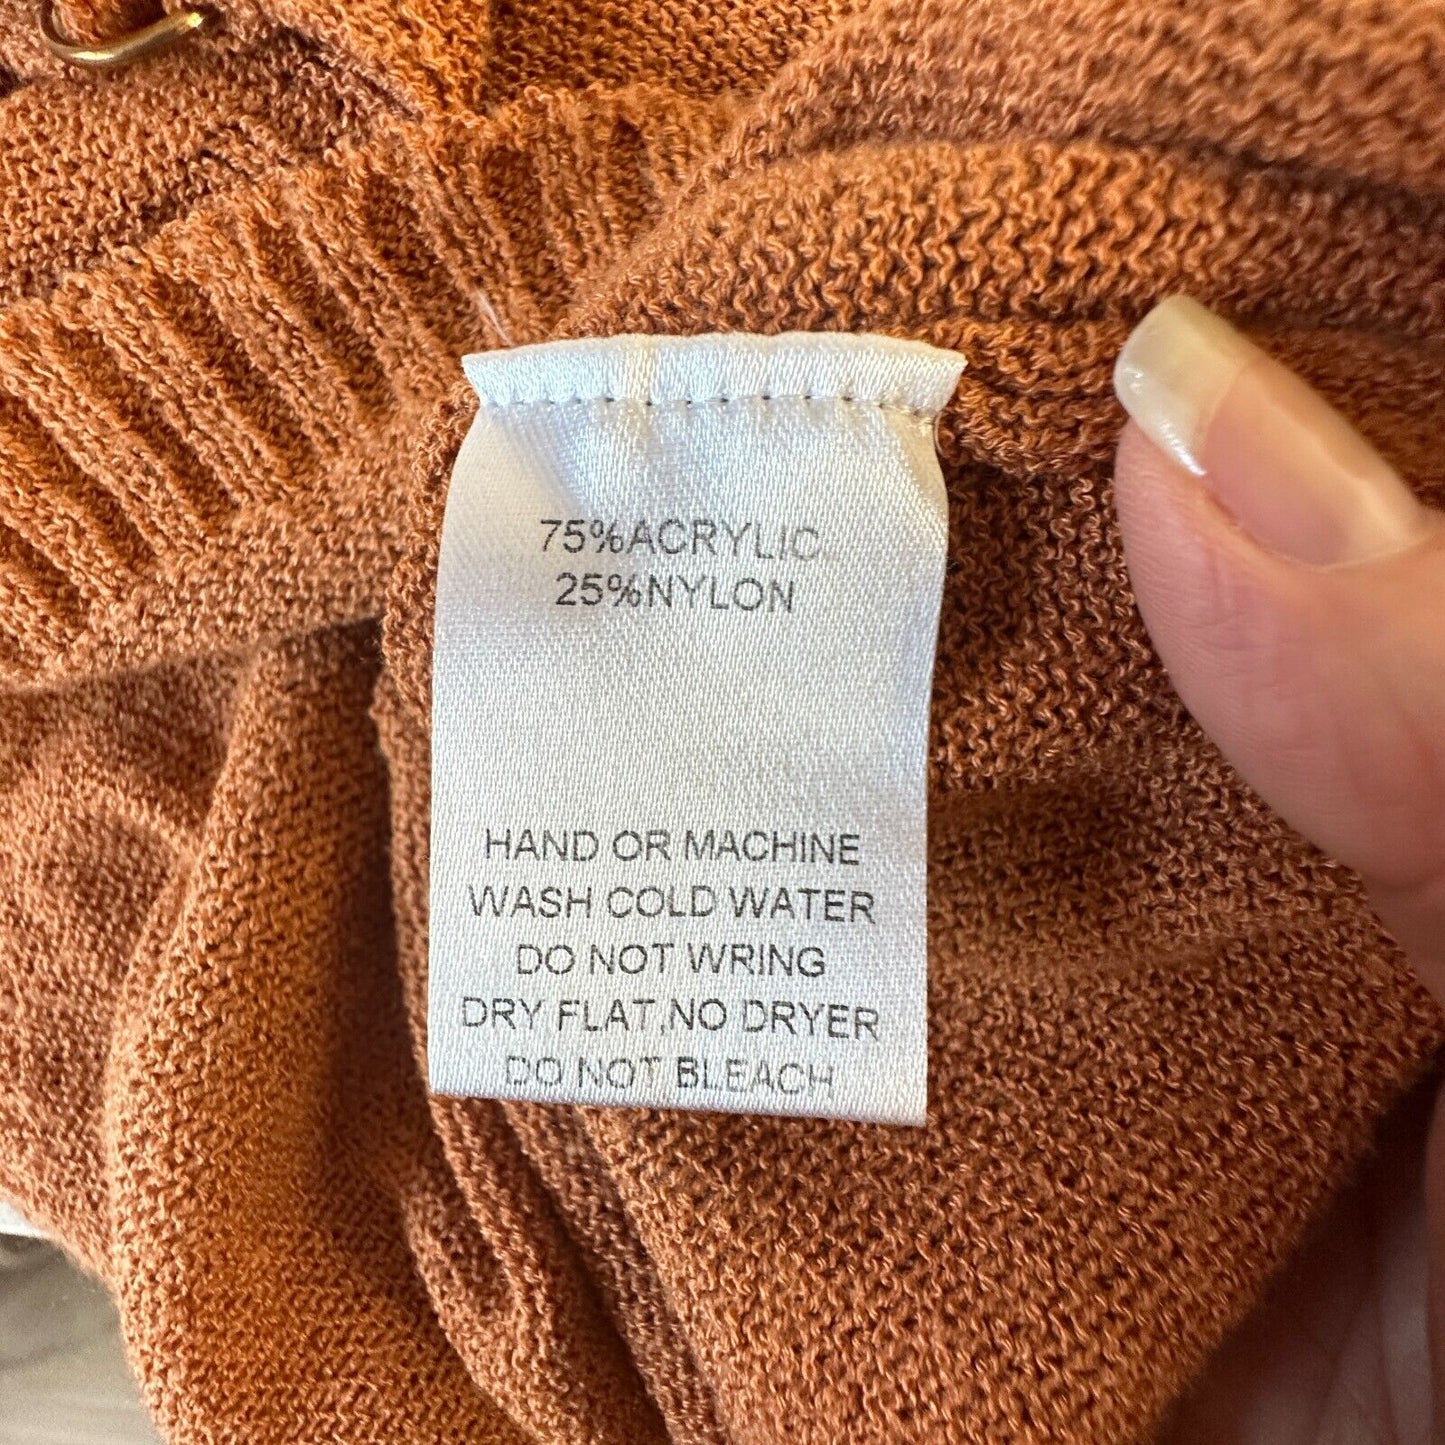 75%ACRYLIC
25%NYLON
HAND OR MACHINE
WASH COLD WATER
DO NOT WRING
DRY FLAT,NO DRYER
DO NOT BLEACH